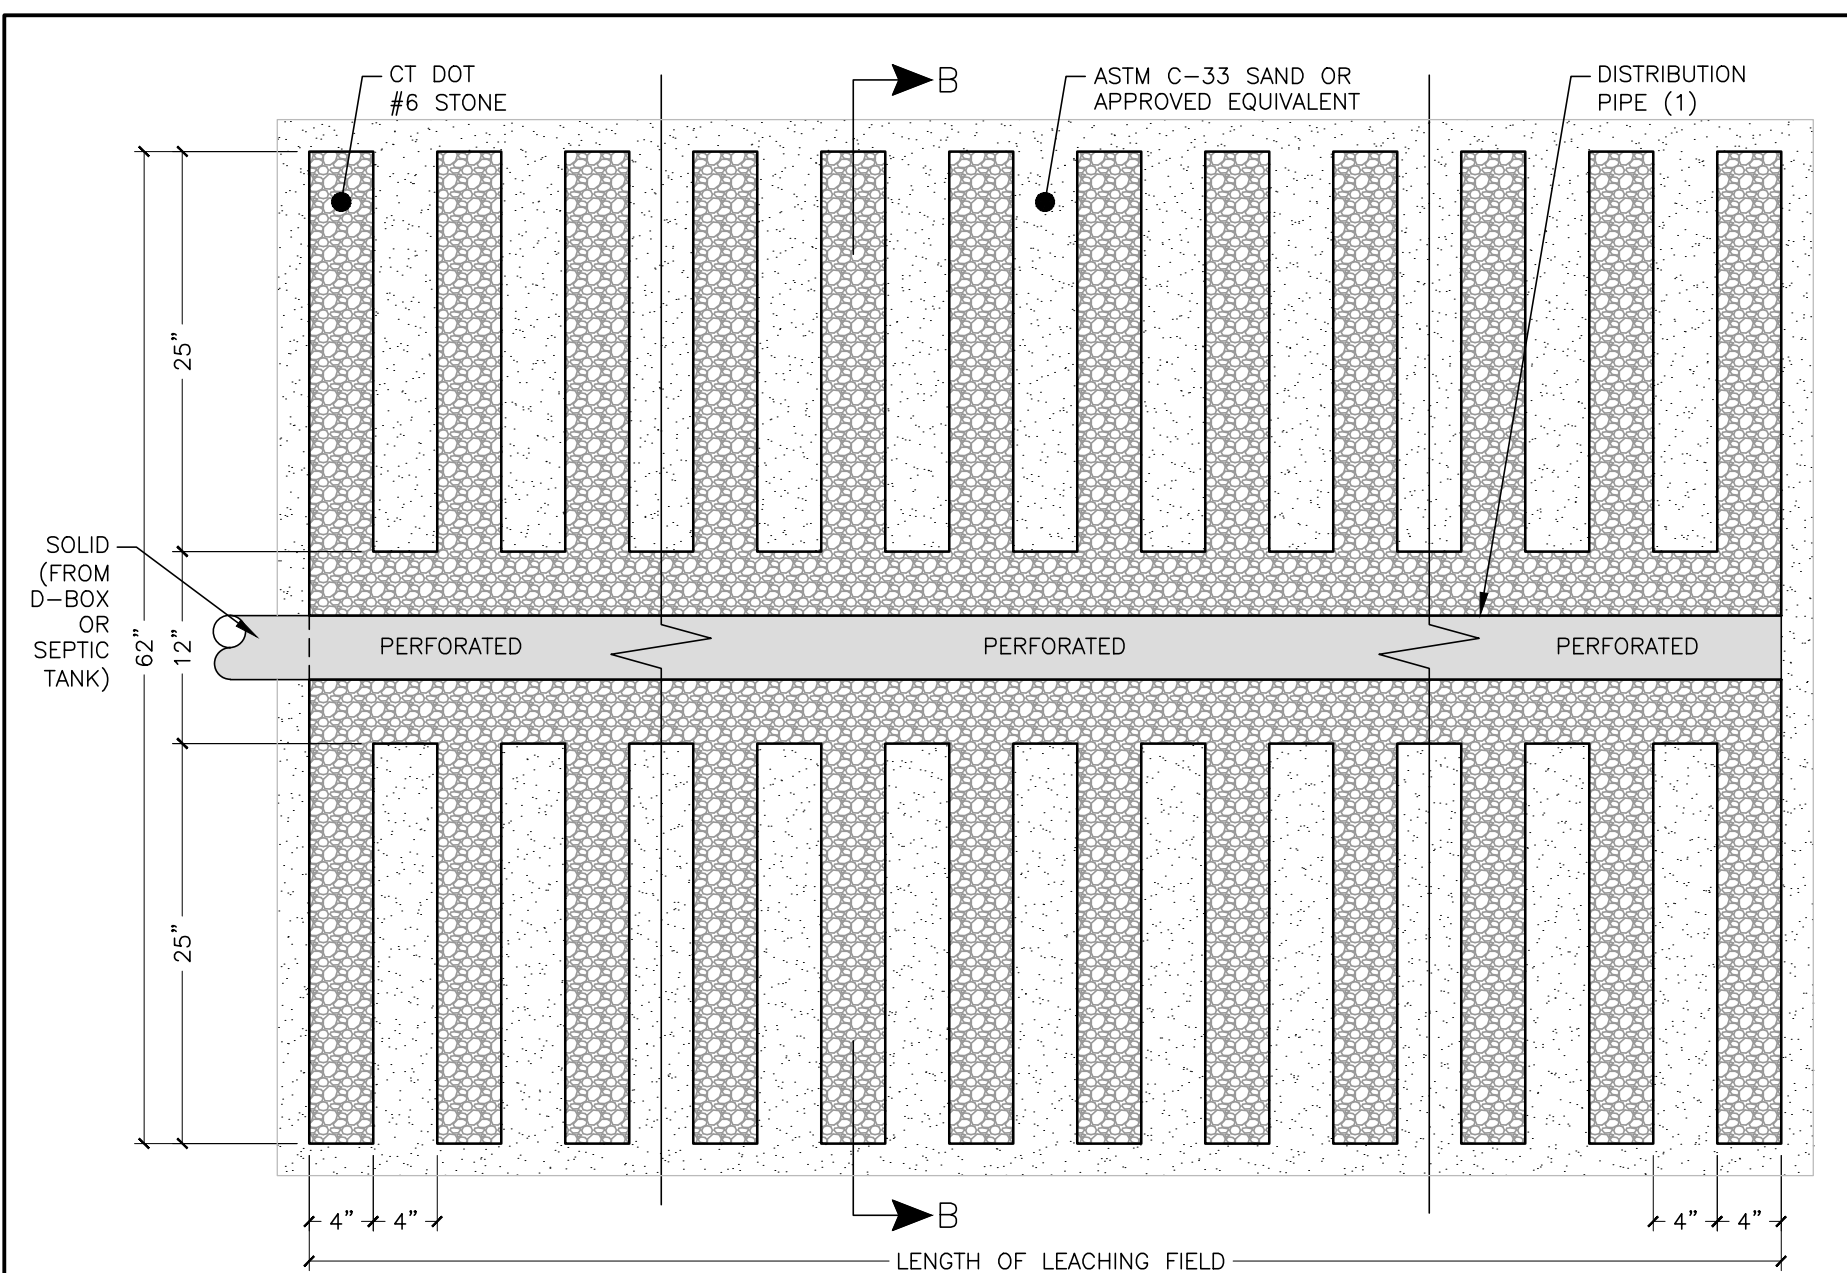 CT DOT
#6 STONE
B
ASTM C-33 SAND OR
APPROVED EQUIVALENT
DISTRIBUTION
PIPE (1)
25"
SOLID
(FROM
D-BOX
OR
SEPTIC
TANK)
62"
12"
PERFORATED
PERFORATED
PERFORATED
25"
4"
4"
B
4"
4"
LENGTH OF LEACHING FIELD